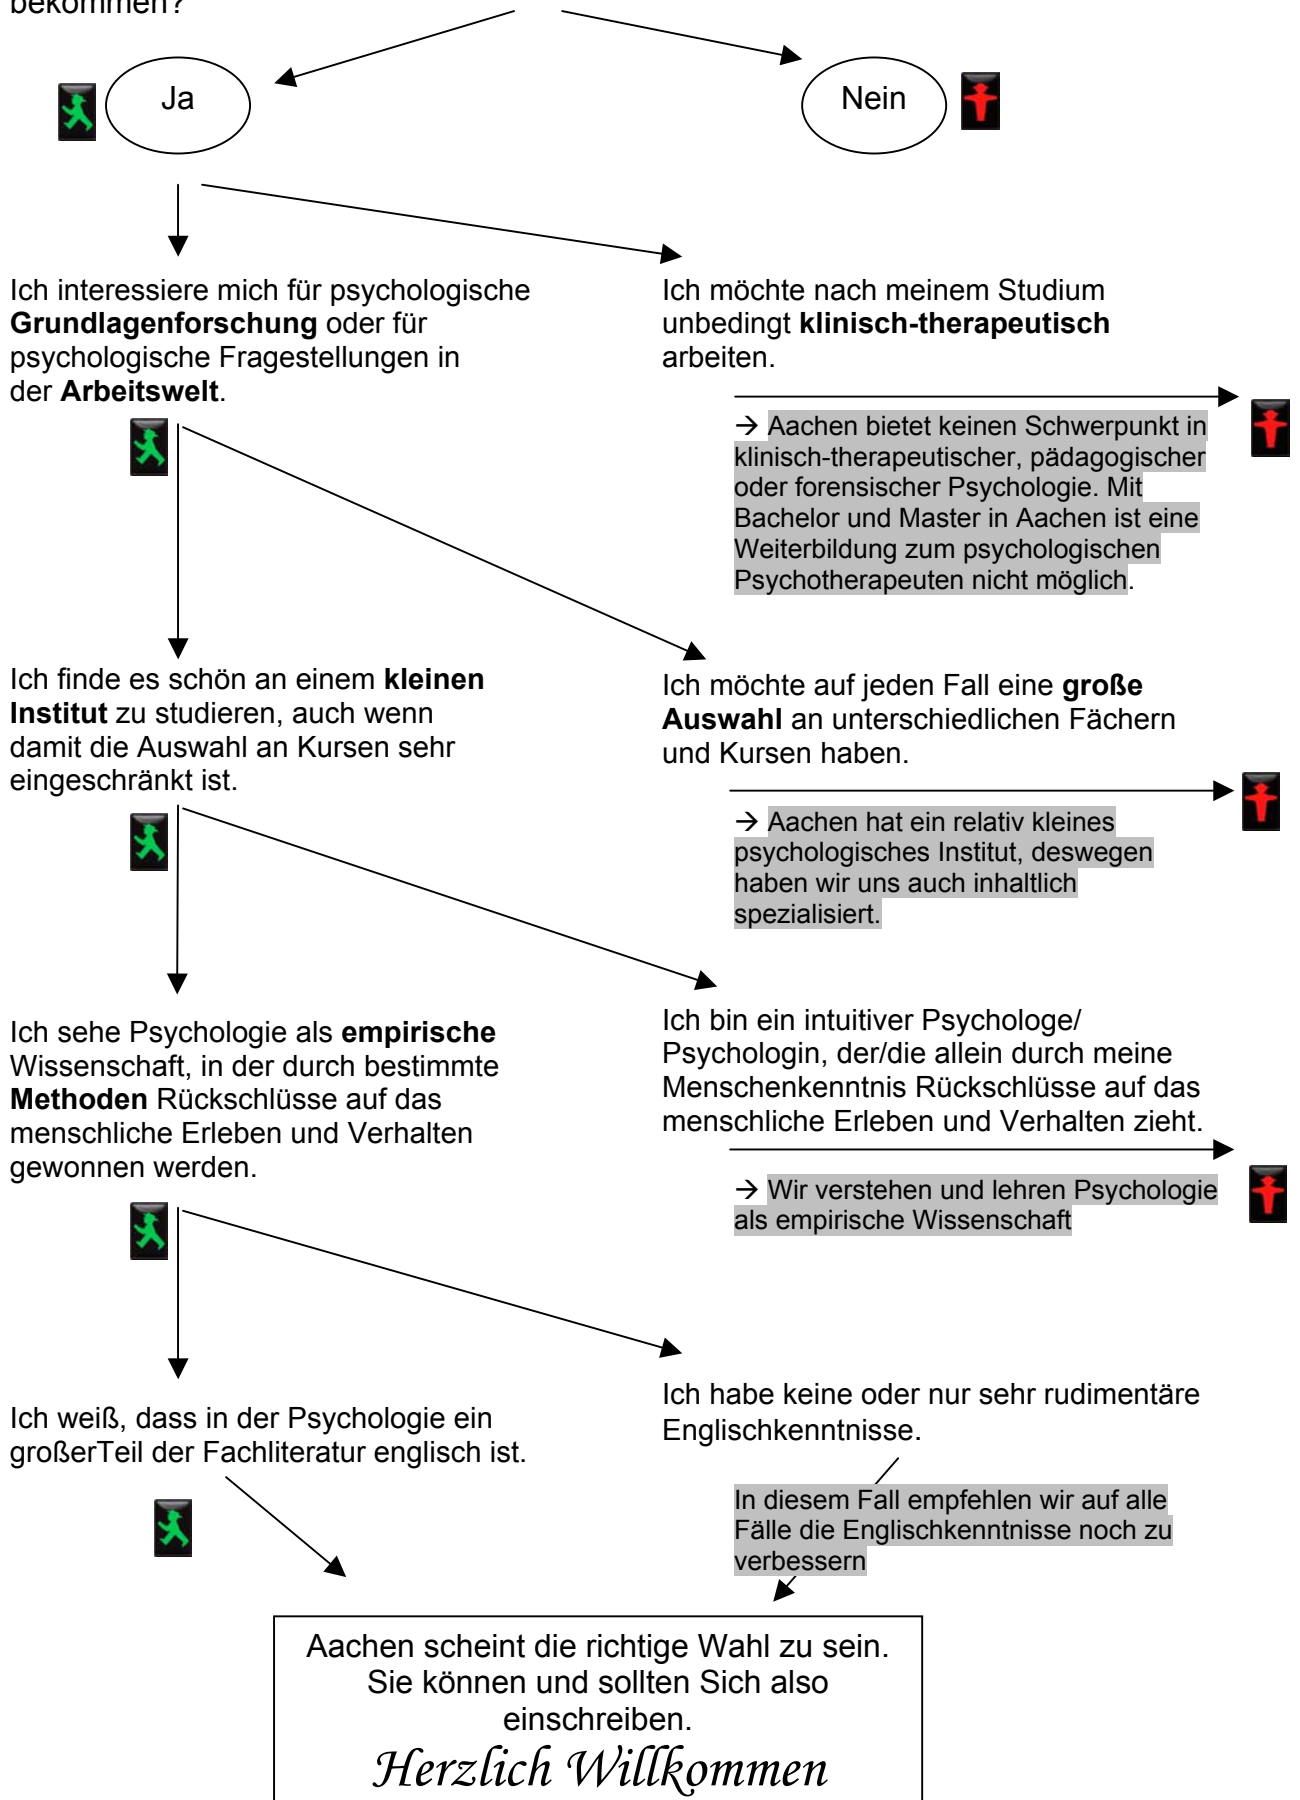 bekommen?
Ja
Nein
Ich interessiere mich für psychologische
Grundlagenforschung oder für
psychologische Fragestellungen in
der Arbeitswelt.
Ich möchte nach meinem Studium
unbedingt klinisch-therapeutisch
arbeiten.
→ Aachen bietet keinen Schwerpunkt in
klinisch-therapeutischer, pädagogischer
oder forensischer Psychologie. Mit
Bachelor und Master in Aachen ist eine
Weiterbildung zum psychologischen
Psychotherapeuten nicht möglich.
Ich finde es schön an einem kleinen
Institut zu studieren, auch wenn
damit die Auswahl an Kursen sehr
eingeschränkt ist.
Ich möchte auf jeden Fall eine große
Auswahl an unterschiedlichen Fächern
und Kursen haben.
→ Aachen hat ein relativ kleines
psychologisches Institut, deswegen
haben wir uns auch inhaltlich
spezialisiert.
Ich sehe Psychologie als empirische
Wissenschaft, in der durch bestimmte
Methoden Rückschlüsse auf das
menschliche Erleben und Verhalten
gewonnen werden.
Ich bin ein intuitiver Psychologe/
Psychologin, der/die allein durch meine
Menschenkenntnis Rückschlüsse auf das
menschliche Erleben und Verhalten zieht.
→ Wir verstehen und lehren Psychologie
als empirische Wissenschaft
Ich weiß, dass in der Psychologie ein
großerTeil der Fachliteratur englisch ist.
Ich habe keine oder nur sehr rudimentäre
Englischkenntnisse.
In diesem Fall empfehlen wir auf alle
Fälle die Englischkenntnisse noch zu
verbessern
Aachen scheint die richtige Wahl zu sein.
Sie können und sollten Sich also
einschreiben.
Herzlich Willkommen